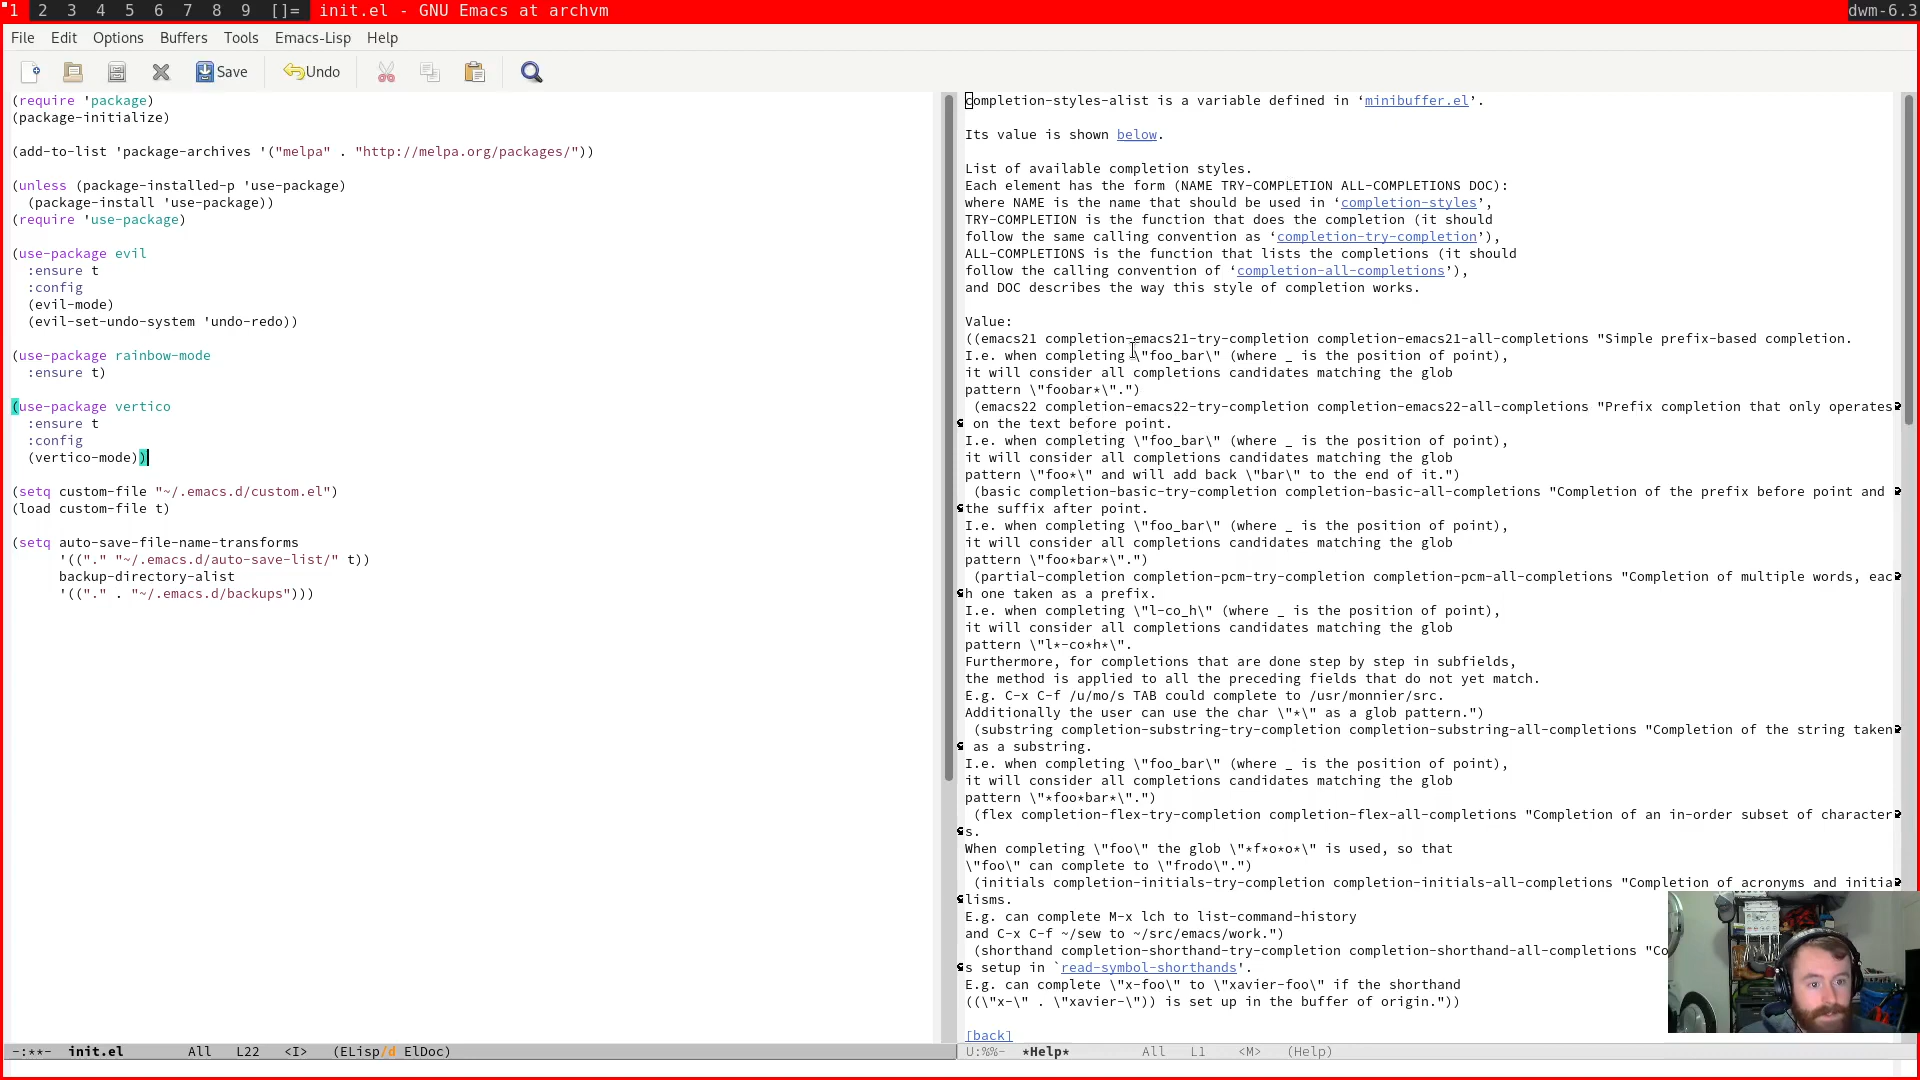 1 2 3 4 5 6 7 8 9 []= init.el - GNU Emacs at archvm dwm-6.3
File Edit Options Buffers Tools Emacs-Lisp Help
Save Undo
(require 'package)
(package-initialize)
(add-to-list 'package-archives '("melpa" . "http://melpa.org/packages/"))
(unless (package-installed-p 'use-package)
  (package-install 'use-package))
(require 'use-package)
(use-package evil
  :ensure t
  :config
  (evil-mode)
  (evil-set-undo-system 'undo-redo))
(use-package rainbow-mode
  :ensure t)
(use-package vertico
  :ensure t
  :config
  (vertico-mode))
(setq custom-file "~/.emacs.d/custom.el")
(load custom-file t)
(setq auto-save-file-name-transforms
      '(("." "~/.emacs.d/auto-save-list/" t))
      backup-directory-alist
      '(("." . "~/.emacs.d/backups")))
-:**-  init.el        All   L22   <I>   (ELisp/d ElDoc)
completion-styles-alist is a variable defined in ‘minibuffer.el’.
Its value is shown below.
List of available completion styles.
Each element has the form (NAME TRY-COMPLETION ALL-COMPLETIONS DOC):
where NAME is the name that should be used in ‘completion-styles’,
TRY-COMPLETION is the function that does the completion (it should
follow the same calling convention as ‘completion-try-completion’),
ALL-COMPLETIONS is the function that lists the completions (it should
follow the calling convention of ‘completion-all-completions’),
and DOC describes the way this style of completion works.
Value:
((emacs21 completion-emacs21-try-completion completion-emacs21-all-completions "Simple prefix-based completion.
I.e. when completing \"foo_bar\" (where _ is the position of point),
it will consider all completions candidates matching the glob
pattern \"foobar*\".")
 (emacs22 completion-emacs22-try-completion completion-emacs22-all-completions "Prefix completion that only operates
 on the text before point.
I.e. when completing \"foo_bar\" (where _ is the position of point),
it will consider all completions candidates matching the glob
pattern \"foo*\" and will add back \"bar\" to the end of it.")
 (basic completion-basic-try-completion completion-basic-all-completions "Completion of the prefix before point and
the suffix after point.
I.e. when completing \"foo_bar\" (where _ is the position of point),
it will consider all completions candidates matching the glob
pattern \"foo*bar*\".")
 (partial-completion completion-pcm-try-completion completion-pcm-all-completions "Completion of multiple words, eac
h one taken as a prefix.
I.e. when completing \"l-co_h\" (where _ is the position of point),
it will consider all completions candidates matching the glob
pattern \"l*-co*h*\".
Furthermore, for completions that are done step by step in subfields,
the method is applied to all the preceding fields that do not yet match.
E.g. C-x C-f /u/mo/s TAB could complete to /usr/monnier/src.
Additionally the user can use the char \"*\" as a glob pattern.")
 (substring completion-substring-try-completion completion-substring-all-completions "Completion of the string taken
 as a substring.
I.e. when completing \"foo_bar\" (where _ is the position of point),
it will consider all completions candidates matching the glob
pattern \"*foo*bar*\".")
 (flex completion-flex-try-completion completion-flex-all-completions "Completion of an in-order subset of character
s.
When completing \"foo\" the glob \"*f*o*o*\" is used, so that
\"foo\" can complete to \"frodo\".")
 (initials completion-initials-try-completion completion-initials-all-completions "Completion of acronyms and initia
lisms.
E.g. can complete M-x lch to list-command-history
and C-x C-f ~/sew to ~/src/emacs/work.")
 (shorthand completion-shorthand-try-completion completion-shorthand-all-completions "Co
s setup in `read-symbol-shorthands'.
E.g. can complete \"x-foo\" to \"xavier-foo\" if the shorthand
((\"x-\" . \"xavier-\")) is set up in the buffer of origin."))
[back]
U:%%-  *Help*         All   L1    <M>   (Help)